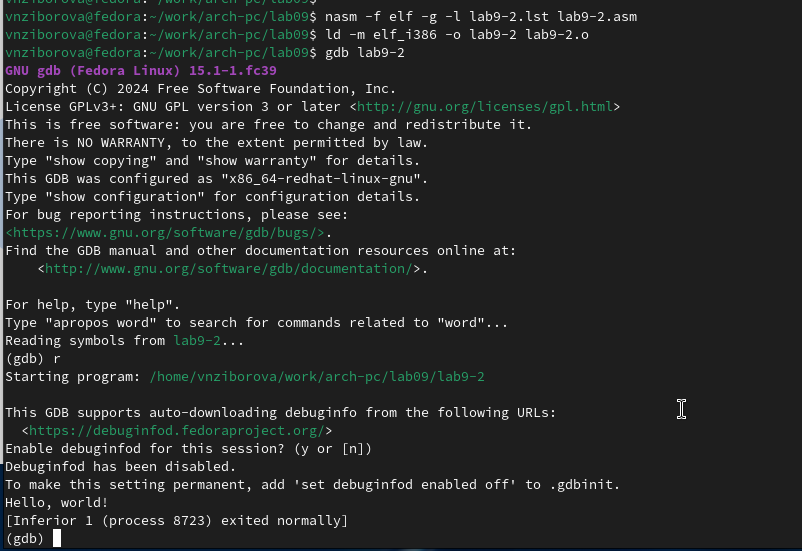 vnziborova@fedora:~/work/arch-pc/lab09$ nasm -f elf -g -l lab9-2.lst lab9-2.asm
vnziborova@fedora:~/work/arch-pc/lab09$ ld -m elf_i386 -o lab9-2 lab9-2.o
vnziborova@fedora:~/work/arch-pc/lab09$ gdb lab9-2
GNU gdb (Fedora Linux) 15.1-1.fc39
Copyright (C) 2024 Free Software Foundation, Inc.
License GPLv3+: GNU GPL version 3 or later <http://gnu.org/licenses/gpl.html>
This is free software: you are free to change and redistribute it.
There is NO WARRANTY, to the extent permitted by law.
Type "show copying" and "show warranty" for details.
This GDB was configured as "x86_64-redhat-linux-gnu".
Type "show configuration" for configuration details.
For bug reporting instructions, please see:
<https://www.gnu.org/software/gdb/bugs/>.
Find the GDB manual and other documentation resources online at:
    <http://www.gnu.org/software/gdb/documentation/>.

For help, type "help".
Type "apropos word" to search for commands related to "word"...
Reading symbols from lab9-2...
(gdb) r
Starting program: /home/vnziborova/work/arch-pc/lab09/lab9-2

This GDB supports auto-downloading debuginfo from the following URLs:
  <https://debuginfod.fedoraproject.org/>
Enable debuginfod for this session? (y or [n])
Debuginfod has been disabled.
To make this setting permanent, add 'set debuginfod enabled off' to .gdbinit.
Hello, world!
[Inferior 1 (process 8723) exited normally]
(gdb)